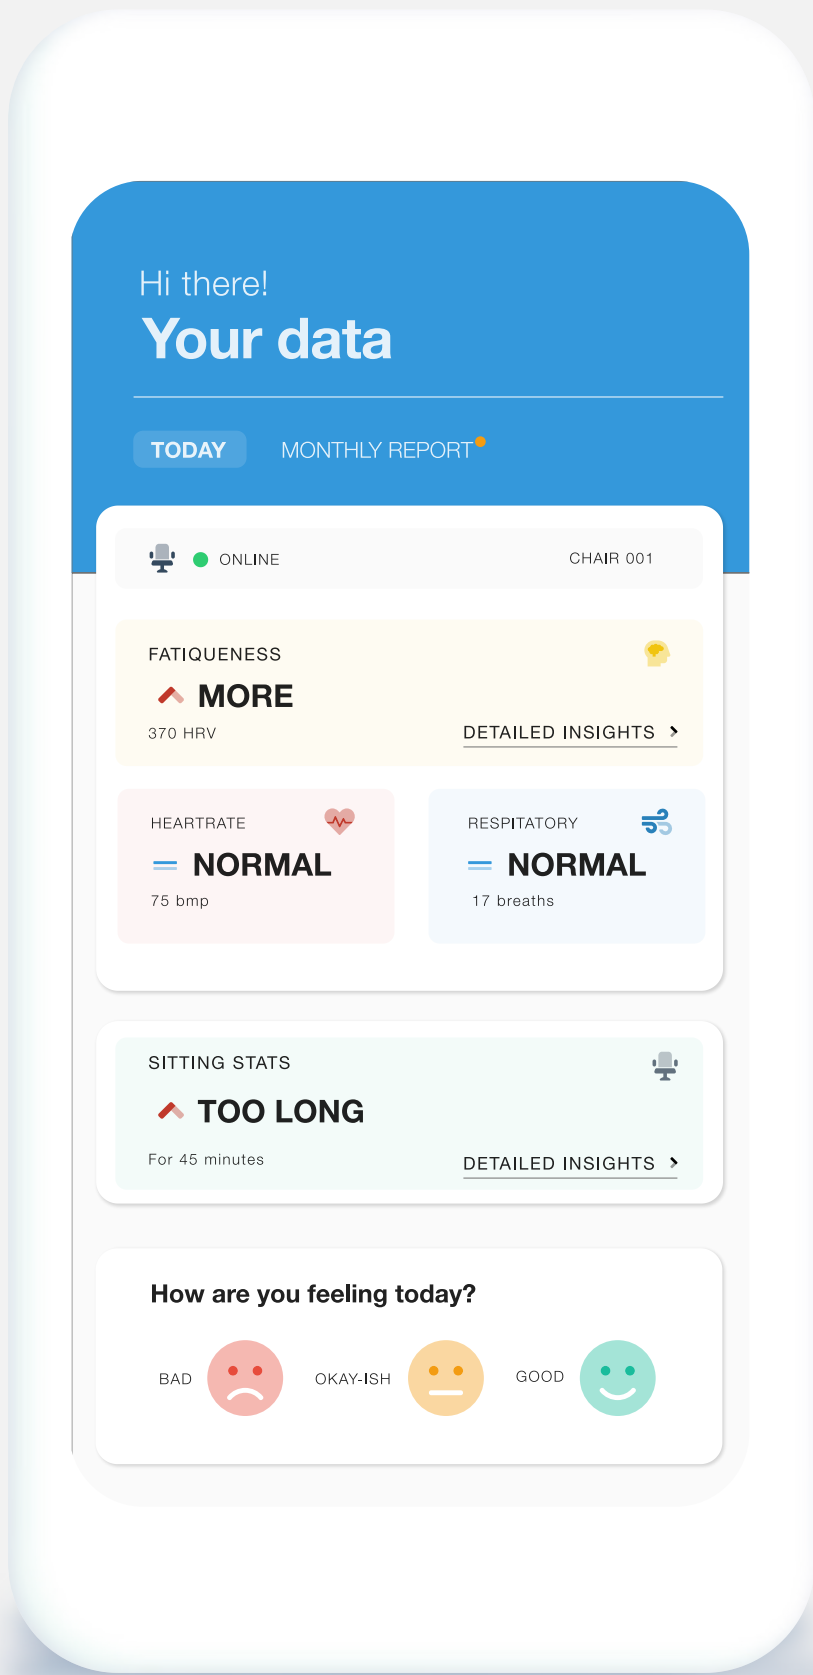 Hi there!
Your data
TODAY MONTHLY REPORT
ONLINE CHAIR 001
FATIQUENESS
MORE
370 HRV DETAILED INSIGHTS
HEARTRATE
NORMAL
75 bmp
RESPITATORY
NORMAL
17 breaths
SITTING STATS
TOO LONG
For 45 minutes DETAILED INSIGHTS
How are you feeling today?
BAD OKAY-ISH GOOD